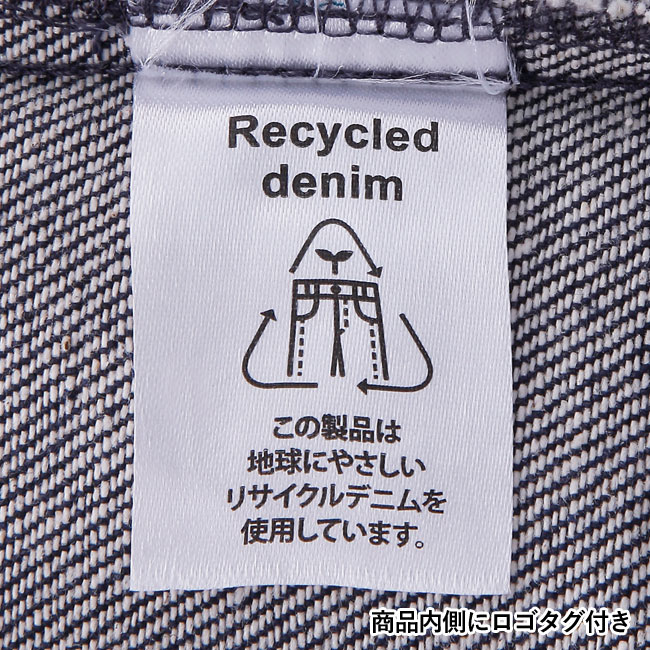 Recycled
denim
この製品は
地球にやさしい
リサイクルデニムを
使用しています。
商品内側にロゴタグ付き